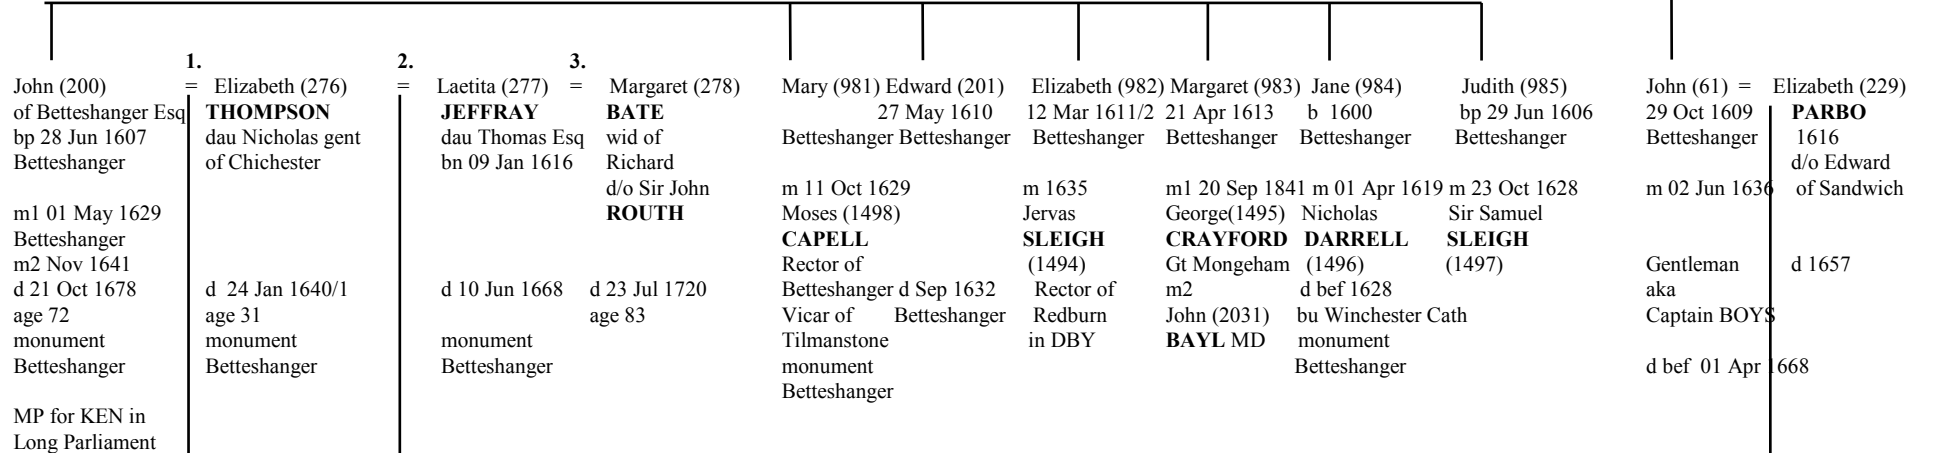 1.
2.
3.
John (200)
of Betteshanger Esq
bp 28 Jun 1607
Betteshanger
m1 01 May 1629
Betteshanger
m2 Nov 1641
d 21 Oct 1678
age 72
monument
Betteshanger
MP for KEN in
Long Parliament
= Elizabeth (276)
THOMPSON
dau Nicholas gent
of Chichester
d 24 Jan 1640/1
age 31
monument
Betteshanger
= Laetita (277)
JEFFRAY
dau Thomas Esq
bn 09 Jan 1616
d 10 Jun 1668
monument
Betteshanger
= Margaret (278)
BATE
wid of
Richard
d/o Sir John
ROUTH
d 23 Jul 1720
age 83
Mary (981)
Betteshanger
m 11 Oct 1629
Moses (1498)
CAPELL
Rector of
Betteshanger
Vicar of
Tilmanstone
monument
Betteshanger
Edward (201)
27 May 1610
Betteshanger
d Sep 1632
Betteshanger
Elizabeth (982)
12 Mar 1611/2
Betteshanger
m 1635
Jervas
SLEIGH
(1494)
Rector of
Redburn
in DBY
Margaret (983)
21 Apr 1613
Betteshanger
m1 20 Sep 1841
George(1495)
CRAYFORD
Gt Mongeham
m2
John (2031)
BAYL MD
Jane (984)
b 1600
Betteshanger
m 01 Apr 1619
Nicholas
DARRELL
(1496)
d bef 1628
bu Winchester Cath
monument
Betteshanger
Judith (985)
bp 29 Jun 1606
Betteshanger
m 23 Oct 1628
Sir Samuel
SLEIGH
(1497)
John (61) =
29 Oct 1609
Betteshanger
m 02 Jun 1636
Gentleman
aka
Captain BOYS
d bef 01 Apr 1668
Elizabeth (229)
PARBO
1616
d/o Edward
of Sandwich
d 1657